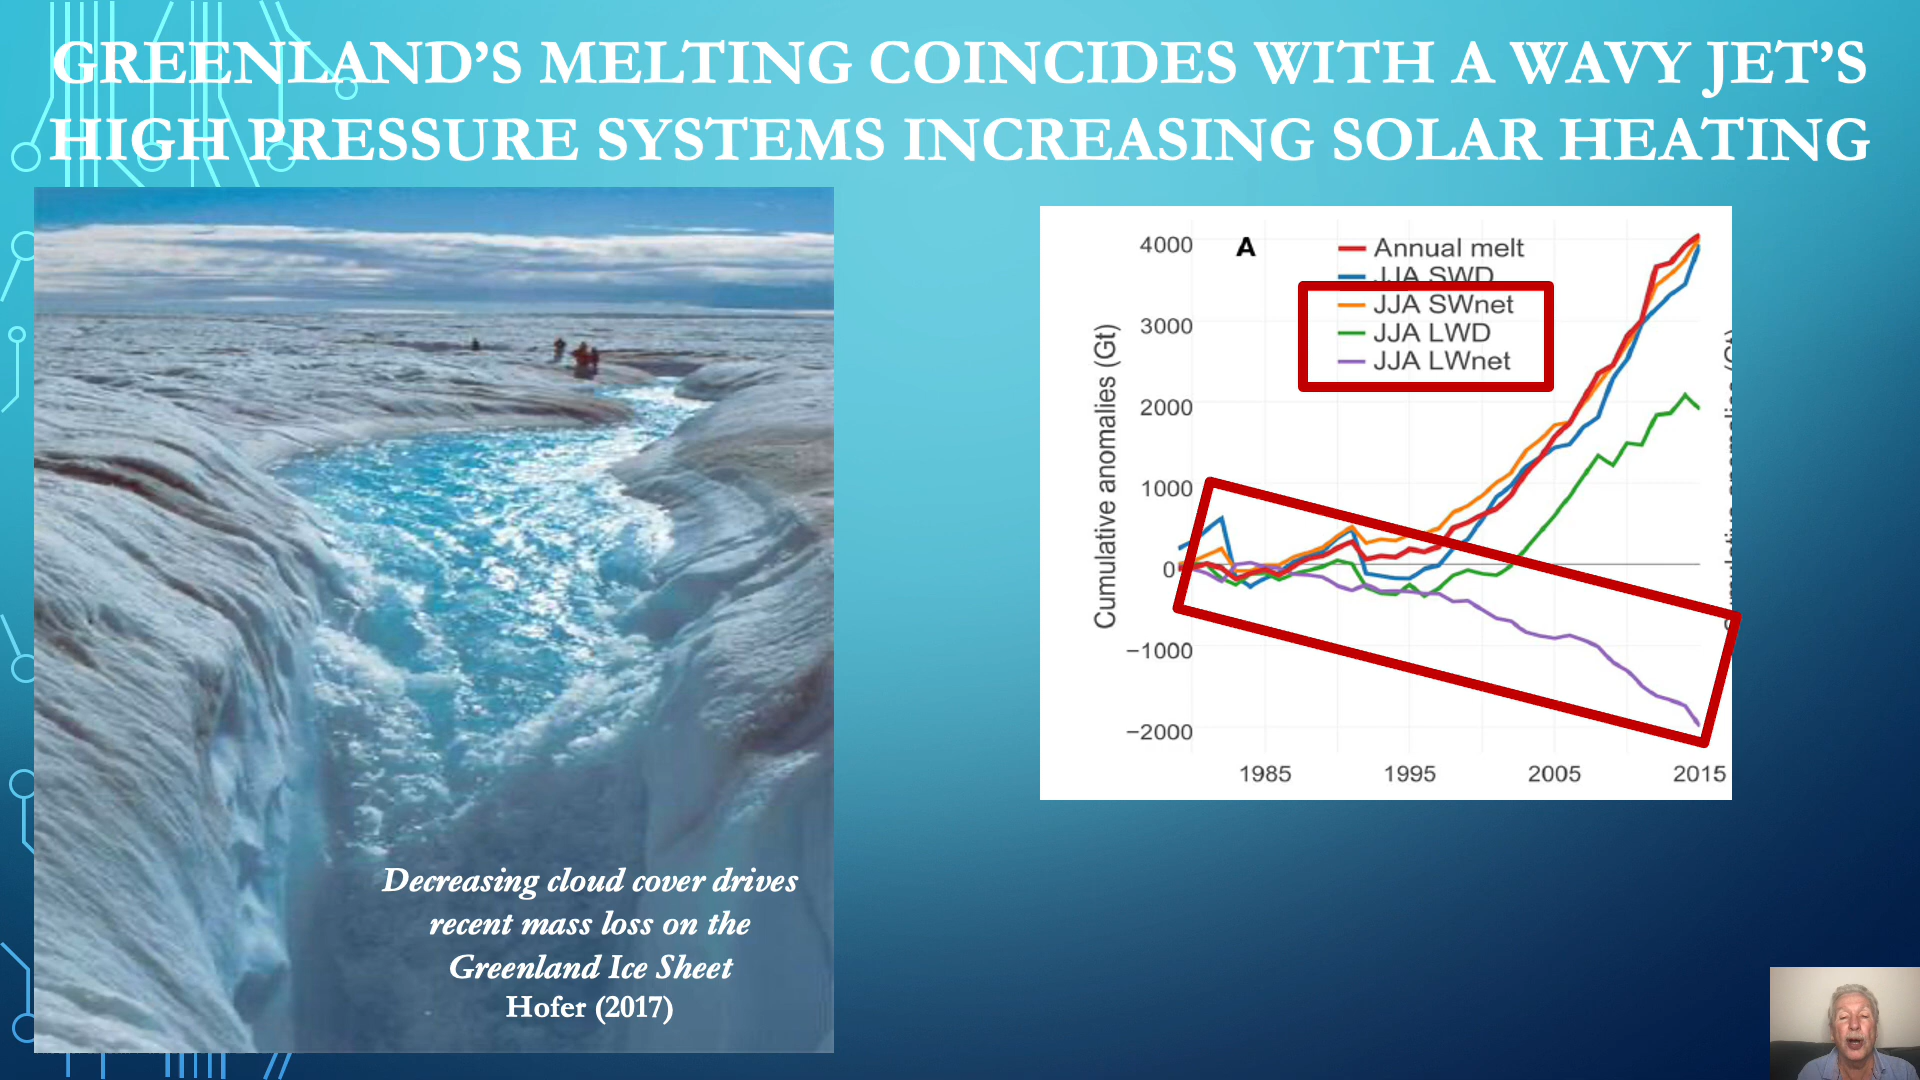 GREENLAND’S MELTING COINCIDES WITH A WAVY JET’S
HIGH PRESSURE SYSTEMS INCREASING SOLAR HEATING
Decreasing cloud cover drives
recent mass loss on the
Greenland Ice Sheet
Hofer (2017)
A
Annual melt
JJA SWD
JJA SWnet
JJA LWD
JJA LWnet
Cumulative anomalies (Gt)
4000
3000
2000
1000
0
−1000
−2000
1985 1995 2005 2015